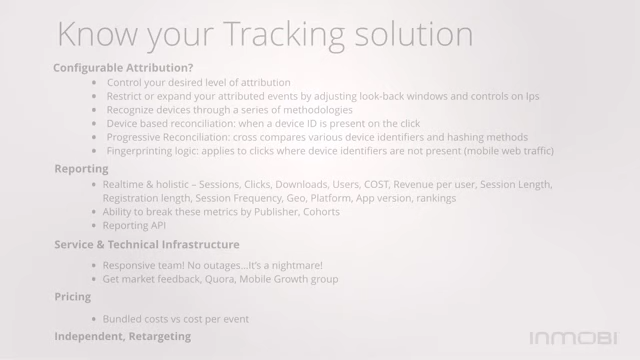 Know your Tracking solution
Configurable Attribution?
• Control your desired level of attribution
• Restrict or expand your attributed events by adjusting look-back windows and controls on Ips
• Recognize devices through a series of methodologies
• Device based reconciliation: when a device ID is present on the click
• Progressive Reconciliation: cross compares various device identifiers and hashing methods
• Fingerprinting logic: applies to clicks where device identifiers are not present (mobile web traffic)
Reporting
• Realtime & holistic – Sessions, Clicks, Downloads, Users, COST, Revenue per user, Session Length,
Registration length, Session Frequency, Geo, Platform, App version, rankings
• Ability to break these metrics by Publisher, Cohorts
• Reporting API
Service & Technical Infrastructure
• Responsive team! No outages...It's a nightmare!
• Get market feedback, Quora, Mobile Growth group
Pricing
• Bundled costs vs cost per event
Independent, Retargeting
INMOBI